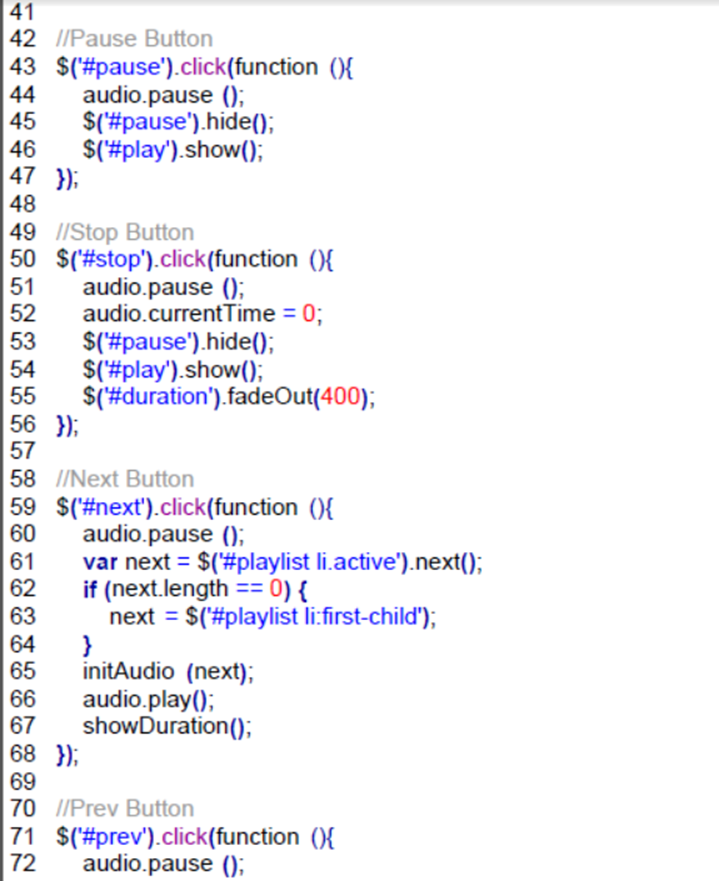 41
42 //Pause Button
43 $('#pause').click(function (){
44 audio.pause ();
45 $('#pause').hide();
46 $('#play').show();
47 });
48
49 //Stop Button
50 $('#stop').click(function (){
51 audio.pause ();
52 audio.currentTime = 0;
53 $('#pause').hide();
54 $('#play').show();
55 $('#duration').fadeOut(400);
56 });
57
58 //Next Button
59 $('#next').click(function (){
60 audio.pause ();
61 var next = $('#playlist li.active').next();
62 if (next.length == 0) {
63 next = $('#playlist li:first-child');
64 }
65 initAudio (next);
66 audio.play();
67 showDuration();
68 });
69
70 //Prev Button
71 $('#prev').click(function (){
72 audio.pause ();